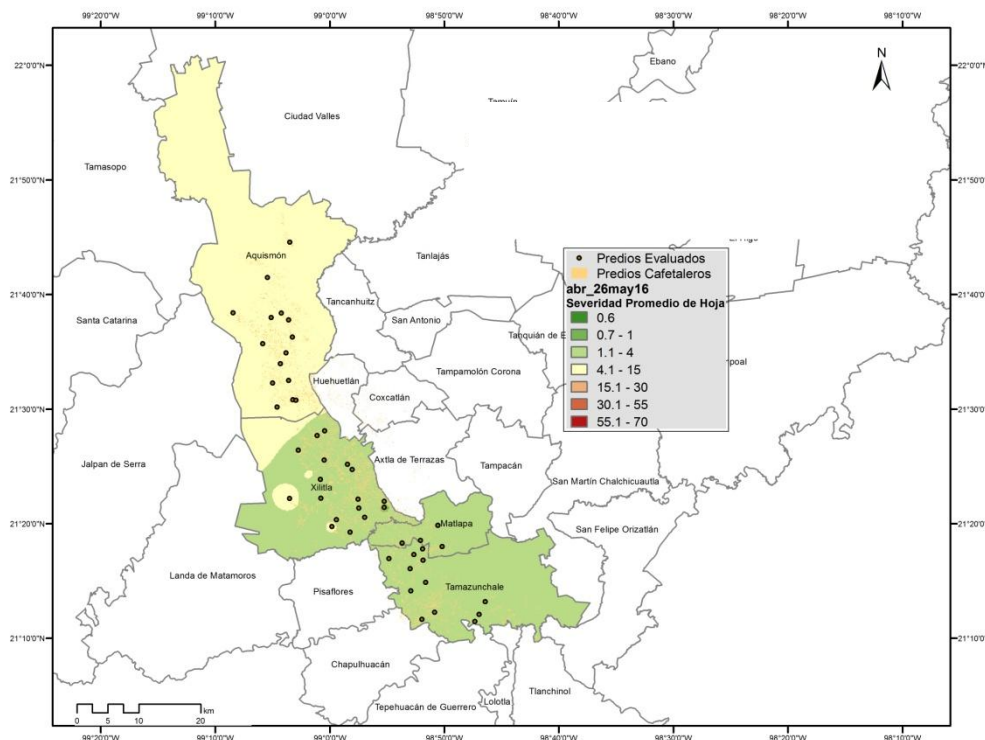 99°20'0"W 99°10'0"W 99°0'0"W 98°50'0"W 98°40'0"W 98°30'0"W 98°20'0"W 98°10'0"W
22°0'0"N
22°0'0"N
N
Ebano
Ciudad Valles
Tamasopo
21°50'0"N
21°50'0"N
Aquismón
Tanlajás
Predios Evaluados
Predios Cafetaleros
abr_26may16
Severidad Promedio de Hoja
0.6
0.7 - 1
1.1 - 4
4.1 - 15
15.1 - 30
30.1 - 55
55.1 - 70
21°40'0"N
21°40'0"N
Tancanhuitz
Santa Catarina
San Antonio
Tanquián de E
Tampamolón Corona
Huehuetlán
Coxcatlán
21°30'0"N
21°30'0"N
Jalpan de Serra
Axtla de Terrazas
Tampacán
San Martín Chalchicuautla
Xilitla
21°20'0"N
21°20'0"N
Matlapa
San Felipe Orizatlán
Landa de Matamoros
Pisaflores
Tamazunchale
21°10'0"N
21°10'0"N
Chapulhuacán
Tlanchinol
Lolotla
Tepehuacán de Guerrero
km
0 5 10 20
99°20'0"W 99°10'0"W 99°0'0"W 98°50'0"W 98°40'0"W 98°30'0"W 98°20'0"W 98°10'0"W